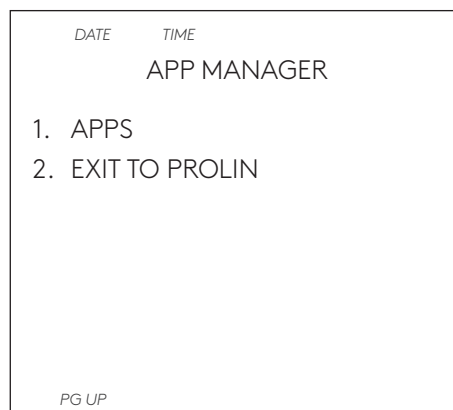 DATE TIME
APP MANAGER
1. APPS
2. EXIT TO PROLIN
PG UP